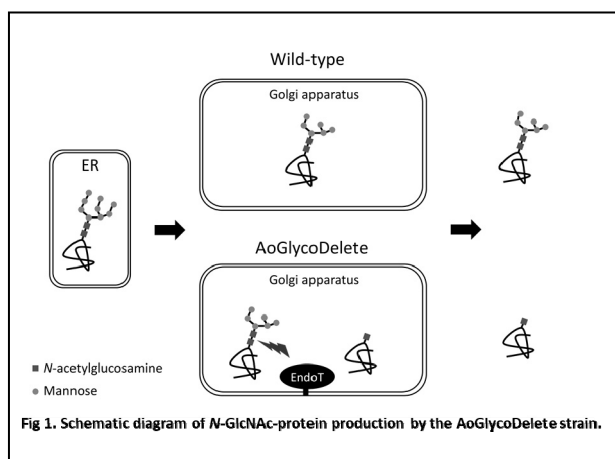 Wild-type
Golgi apparatus
ER
AoGlycoDelete
Golgi apparatus
EndoT
N-acetylglucosamine
Mannose
Fig 1. Schematic diagram of N-GlcNAc-protein production by the AoGlycoDelete strain.